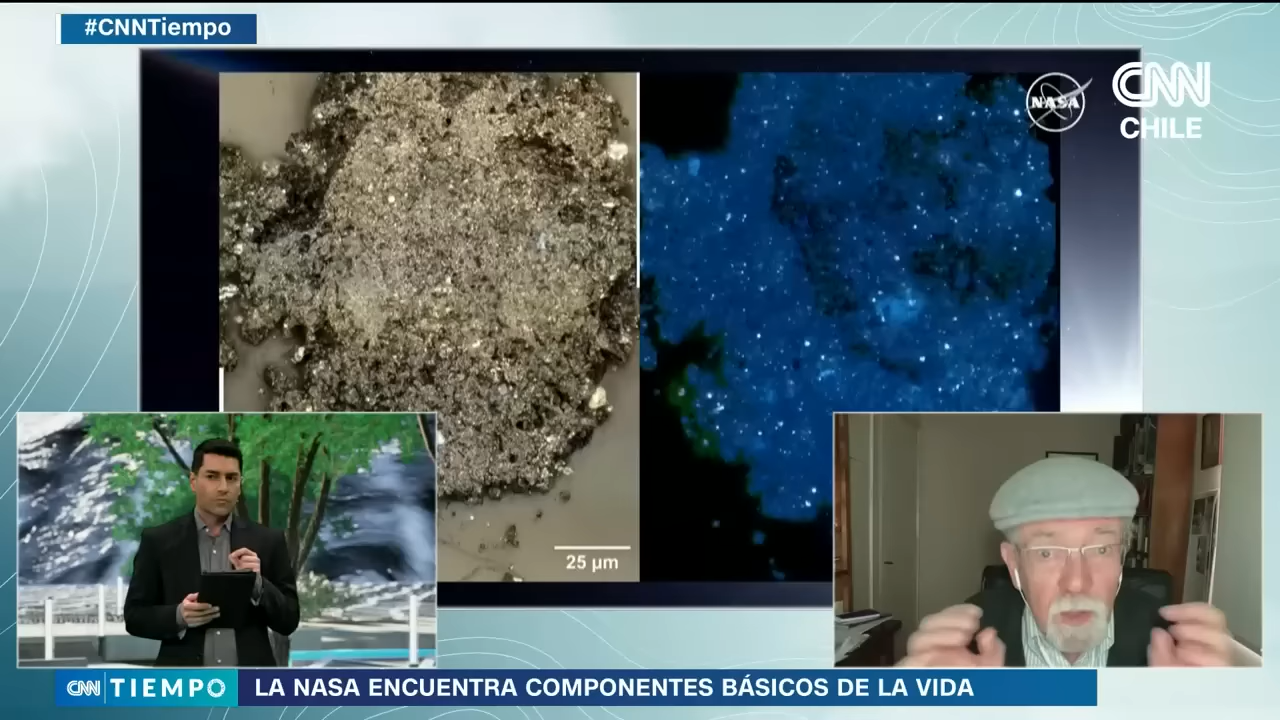 #CNNTiempo
NASA
CNN
CHILE
25 µm
CNN TIEMPO
LA NASA ENCUENTRA COMPONENTES BÁSICOS DE LA VIDA